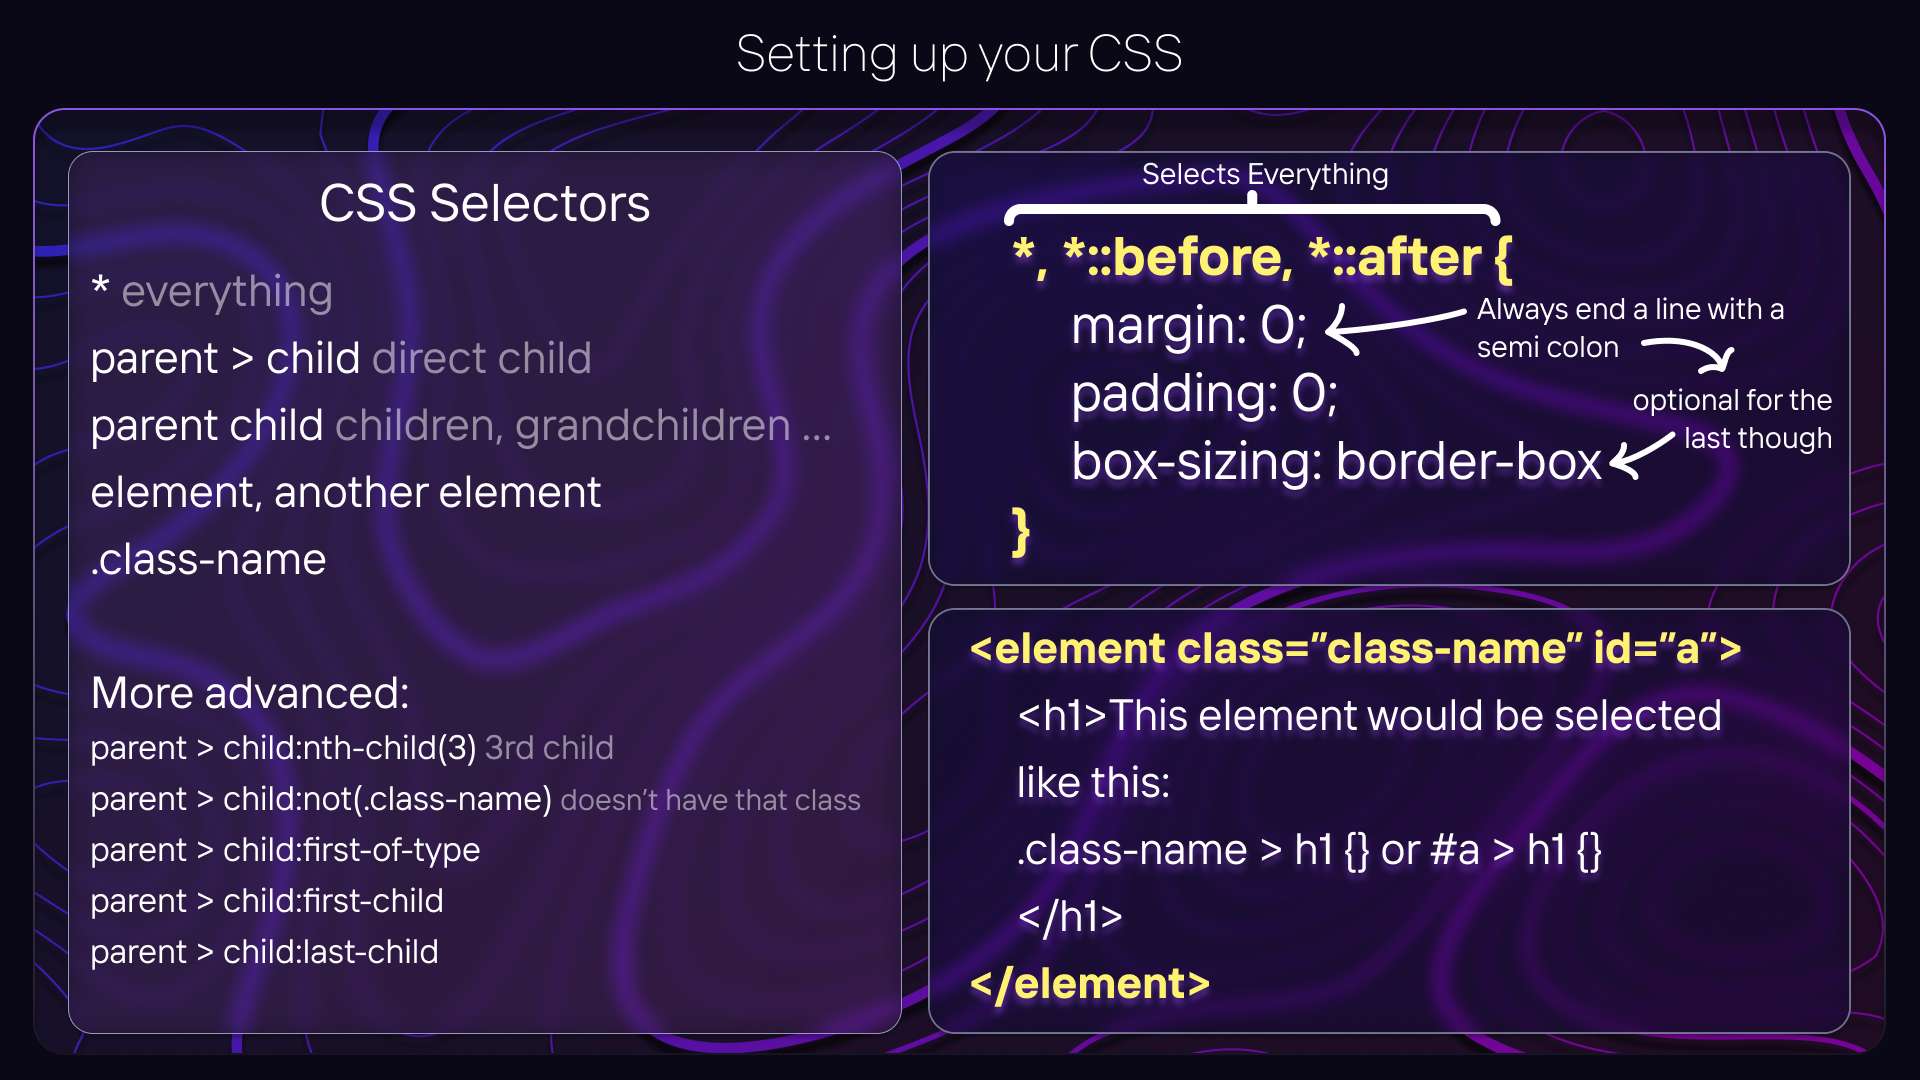 Setting up your CSS
CSS Selectors
* everything
parent > child direct child
parent child children, grandchildren ...
element, another element
.class-name
More advanced:
parent > child:nth-child(3) 3rd child
parent > child:not(.class-name) doesn’t have that class
parent > child:first-of-type
parent > child:first-child
parent > child:last-child
Selects Everything
*, *::before, *::after {
margin: 0;
Always end a line with a
semi colon
padding: 0;
optional for the
last though
box-sizing: border-box
}
<element class=”class-name” id=”a”>
<h1>This element would be selected
like this:
.class-name > h1 {} or #a > h1 {}
</h1>
</element>